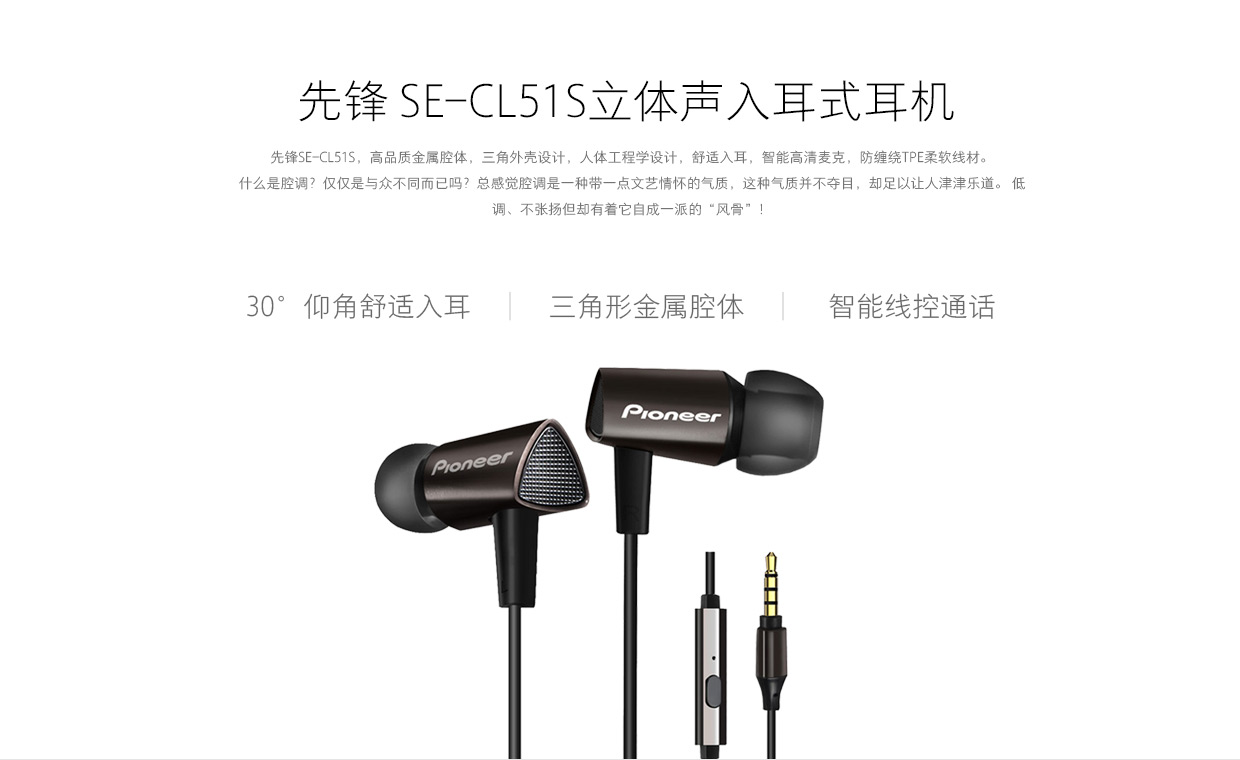 先锋 SE-CL51S立体声入耳式耳机
先锋SE-CL51S，高品质金属腔体，三角外壳设计，人体工程学设计，舒适入耳，智能高清麦克，防缠绕TPE柔软线材。
什么是腔调？仅仅是与众不同而已吗？总感觉腔调是一种带一点文艺情怀的气质，这种气质并不夺目，却足以让人津津乐道。低
调、不张扬但却有着它自成一派的“风骨”！
30°仰角舒适入耳
三角形金属腔体
智能线控通话
Pioneer
Pioneer